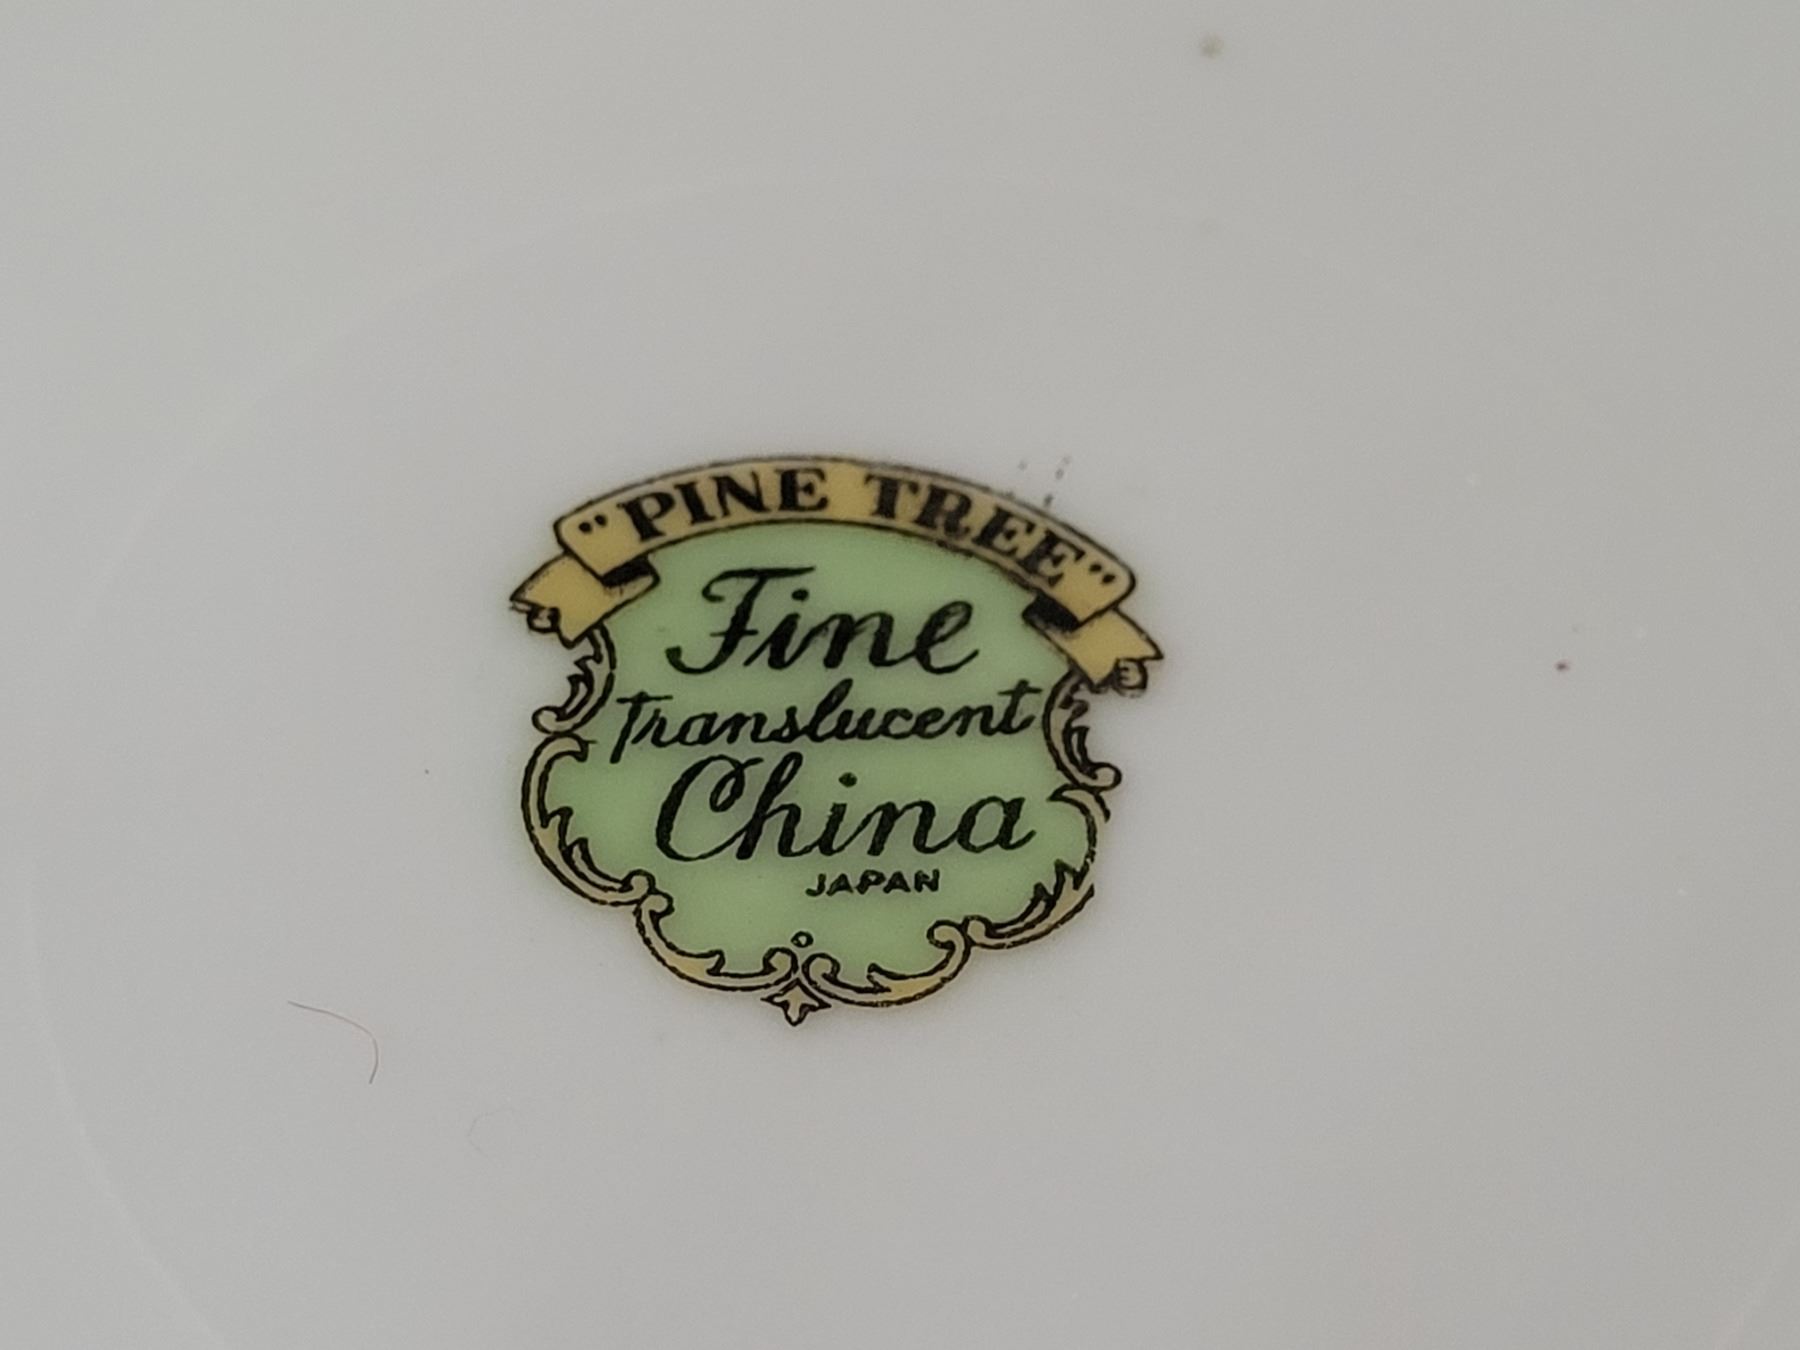 "PINE TREE"
Fine
Translucent
China
JAPAN